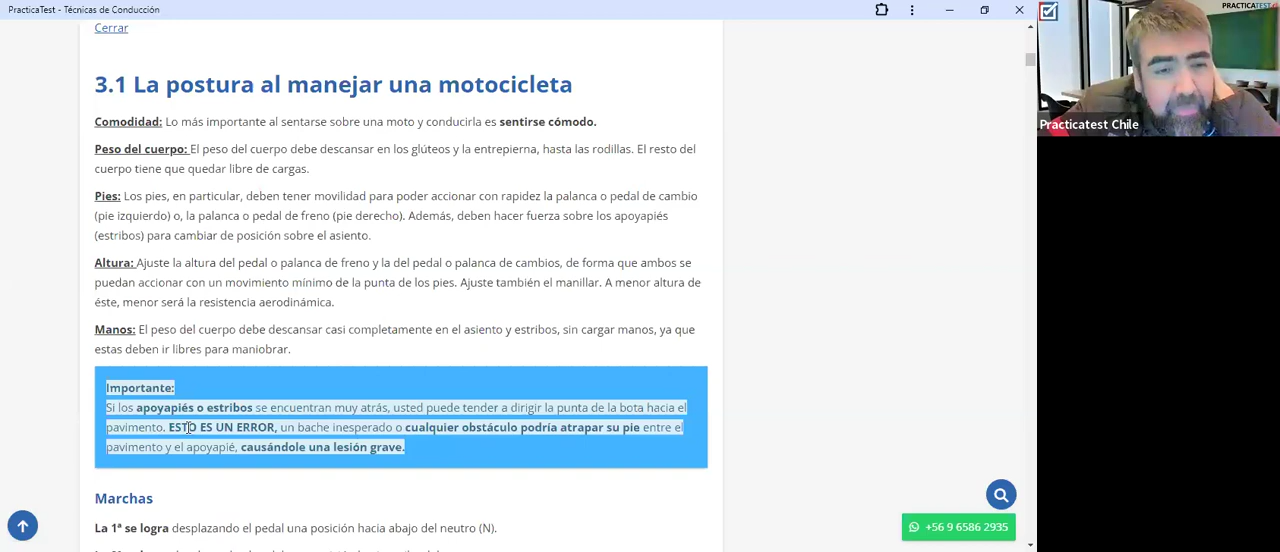 PracticaTest - Técnicas de Conducción
PRACTICATEST
Cerrar
3.1 La postura al manejar una motocicleta
Practicatest Chile
Comodidad: Lo más importante al sentarse sobre una moto y conducirla es sentirse cómodo.
Peso del cuerpo: El peso del cuerpo debe descansar en los glúteos y la entrepierna, hasta las rodillas. El resto del
cuerpo tiene que quedar libre de cargas.
Pies: Los pies, en particular, deben tener movilidad para poder accionar con rapidez la palanca o pedal de cambio
(pie izquierdo) o, la palanca o pedal de freno (pie derecho). Además, deben hacer fuerza sobre los apoyapiés
(estribos) para cambiar de posición sobre el asiento.
Altura: Ajuste la altura del pedal o palanca de freno y la del pedal o palanca de cambios, de forma que ambos se
puedan accionar con un movimiento mínimo de la punta de los pies. Ajuste también el manillar. A menor altura de
éste, menor será la resistencia aerodinámica.
Manos: El peso del cuerpo debe descansar casi completamente en el asiento y estribos, sin cargar manos, ya que
estas deben ir libres para maniobrar.
Importante:
Si los apoyapiés o estribos se encuentran muy atrás, usted puede tender a dirigir la punta de la bota hacia el
pavimento. ESTO ES UN ERROR, un bache inesperado o cualquier obstáculo podría atrapar su pie entre el
pavimento y el apoyapié, causándole una lesión grave.
Marchas
La 1ª se logra desplazando el pedal una posición hacia abajo del neutro (N).
+56 9 6586 2935